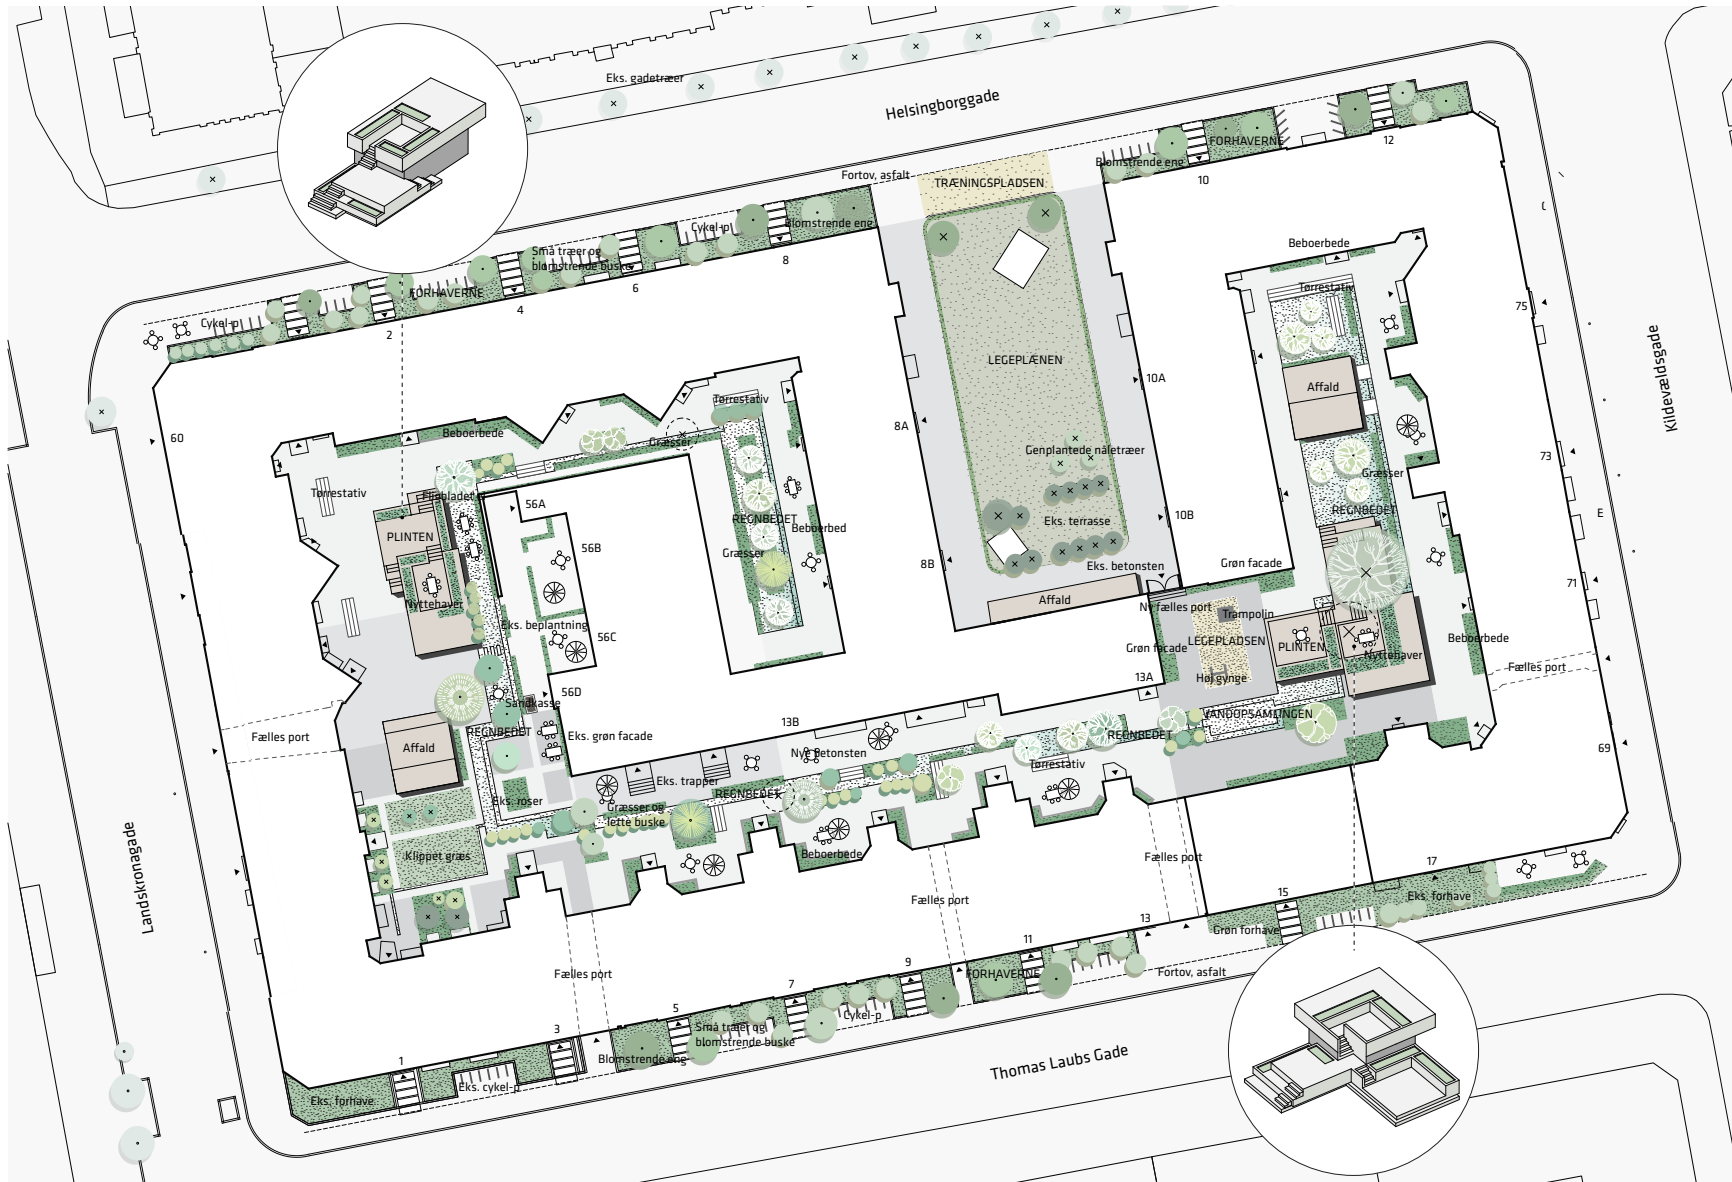 Eks. gadetræer
Helsingborggade
FORHAVERNE
12
Blomstrende eng
10
Fortov, asfalt
TRÆNINGSPLADSEN
Cykel-p
Blomstrende eng
8
Små træer og
blomstrende buske
6
FORHAVERNE
4
Cykel-p
2
Beboerbede
Tørrestativ
75
Kildevældsgade
LEGEPLÆNEN
10A
Affald
8A
Tørrestativ
Græsser
Beboerbede
60
Genplantede nåletræer
73
Græsser
REGNBEDET
Tørrestativ
56A
REGNBEDET
Beboerbed
Eks. terrasse
10B
E
PLINTEN
56B
Græsser
8B
Eks. betonsten
Grøn facade
71
Affald
Ny fælles port
Trampolin
Nyttehaver
Eks. beplantning
56C
Grøn facade
LEGEPLADSEN
PLINTEN
Nyttehaver
Beboerbede
Fælles port
Høj gynge
13A
56D
Sandkasse
REGNBEDET
Fælles port
Affald
Eks. grøn facade
13B
Nye betonsten
VANDOPSAMLINGEN
REGNBEDET
69
Tørrestativ
Eks. trapper
REGNBEDET
Eks. roser
Græsser og
lette buske
Klippet græs
Beboerbede
Fælles port
Fælles port
17
15
Eks. forhave
Grøn forhave
Landskronagade
13
11
9
FORHAVERNE
Fortov, asfalt
Fælles port
7
Cykel-p
5
Små træer og
blomstrende buske
3
Blomstrende eng
1
Eks. cykel-p
Eks. forhave
Thomas Laubs Gade